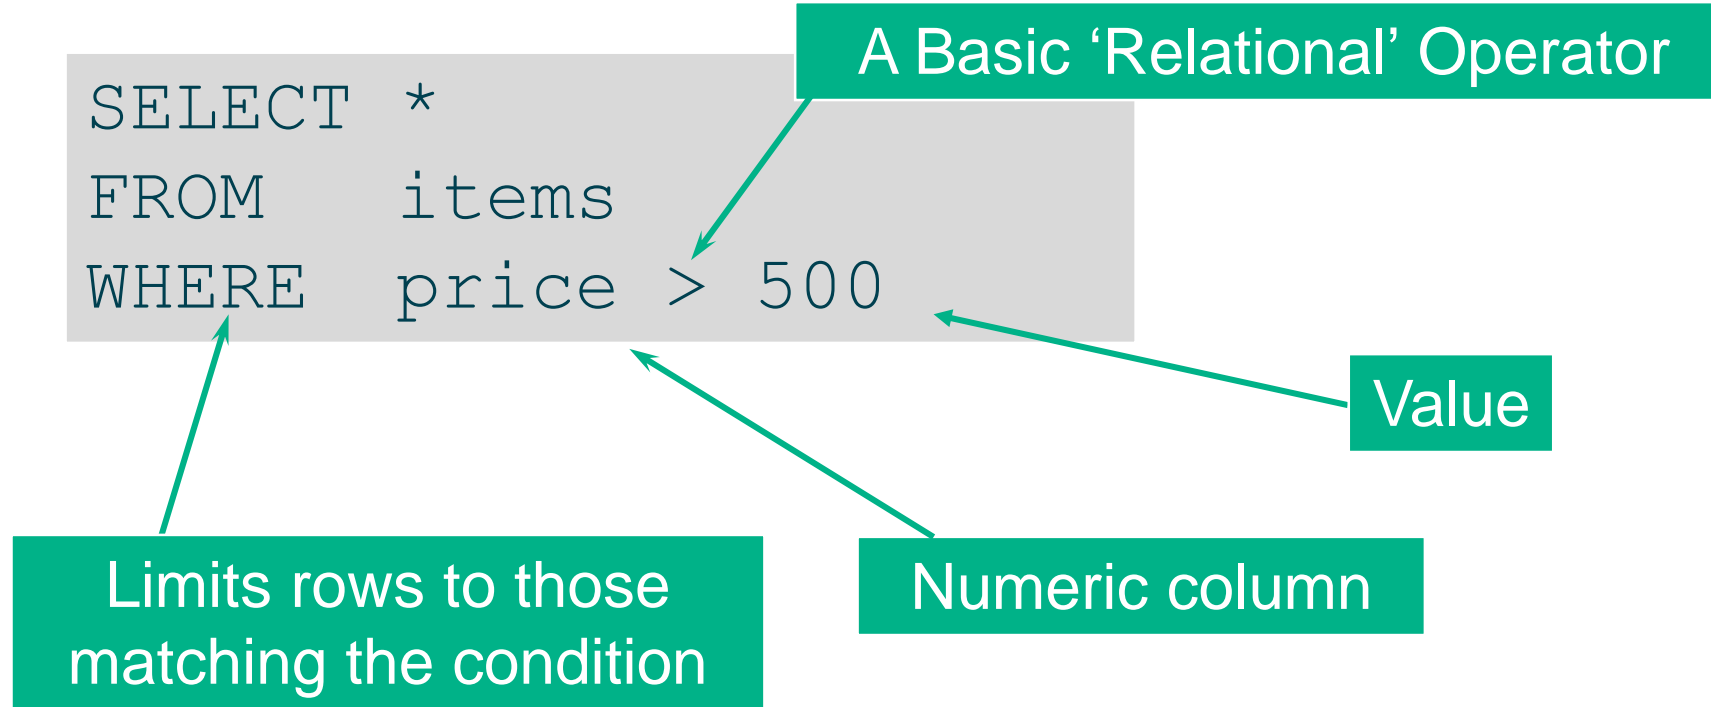 A Basic ‘Relational’ Operator
SELECT *
FROM items
WHERE price > 500
Value
Limits rows to those
matching the condition
Numeric column